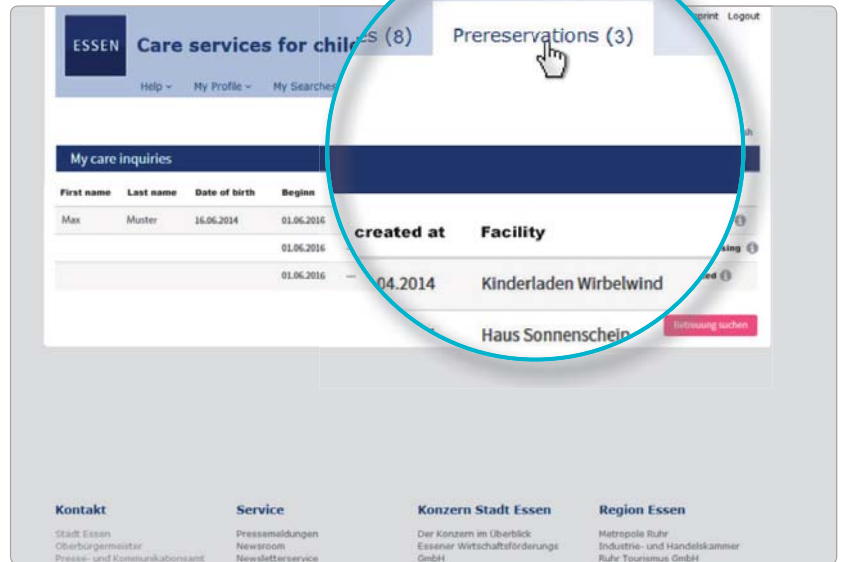 Logout
ESSEN Care services for
(8) Prereservations (3)
Help My Profile My Searches
My care inquiries
First name Last name Date of birth Beginn created at Facility
Max Muster 16.06.2014 01.06.2016 04.2014 Kinderladen Wirbelwind
01.06.2016 — Haus Sonnenschein
01.06.2016 —
Betreuung suchen
Kontakt Service Konzern Stadt Essen Region Essen
Stadt Essen Pressemeldungen Der Konzern im Überblick Metropole Ruhr
Oberbürgermeister Newsroom Essener Wirtschaftsförderungs Industrie- und Handelskammer
Presse- und Kommunikationsamt Newsletterservice GmbH Ruhr Tourismus GmbH